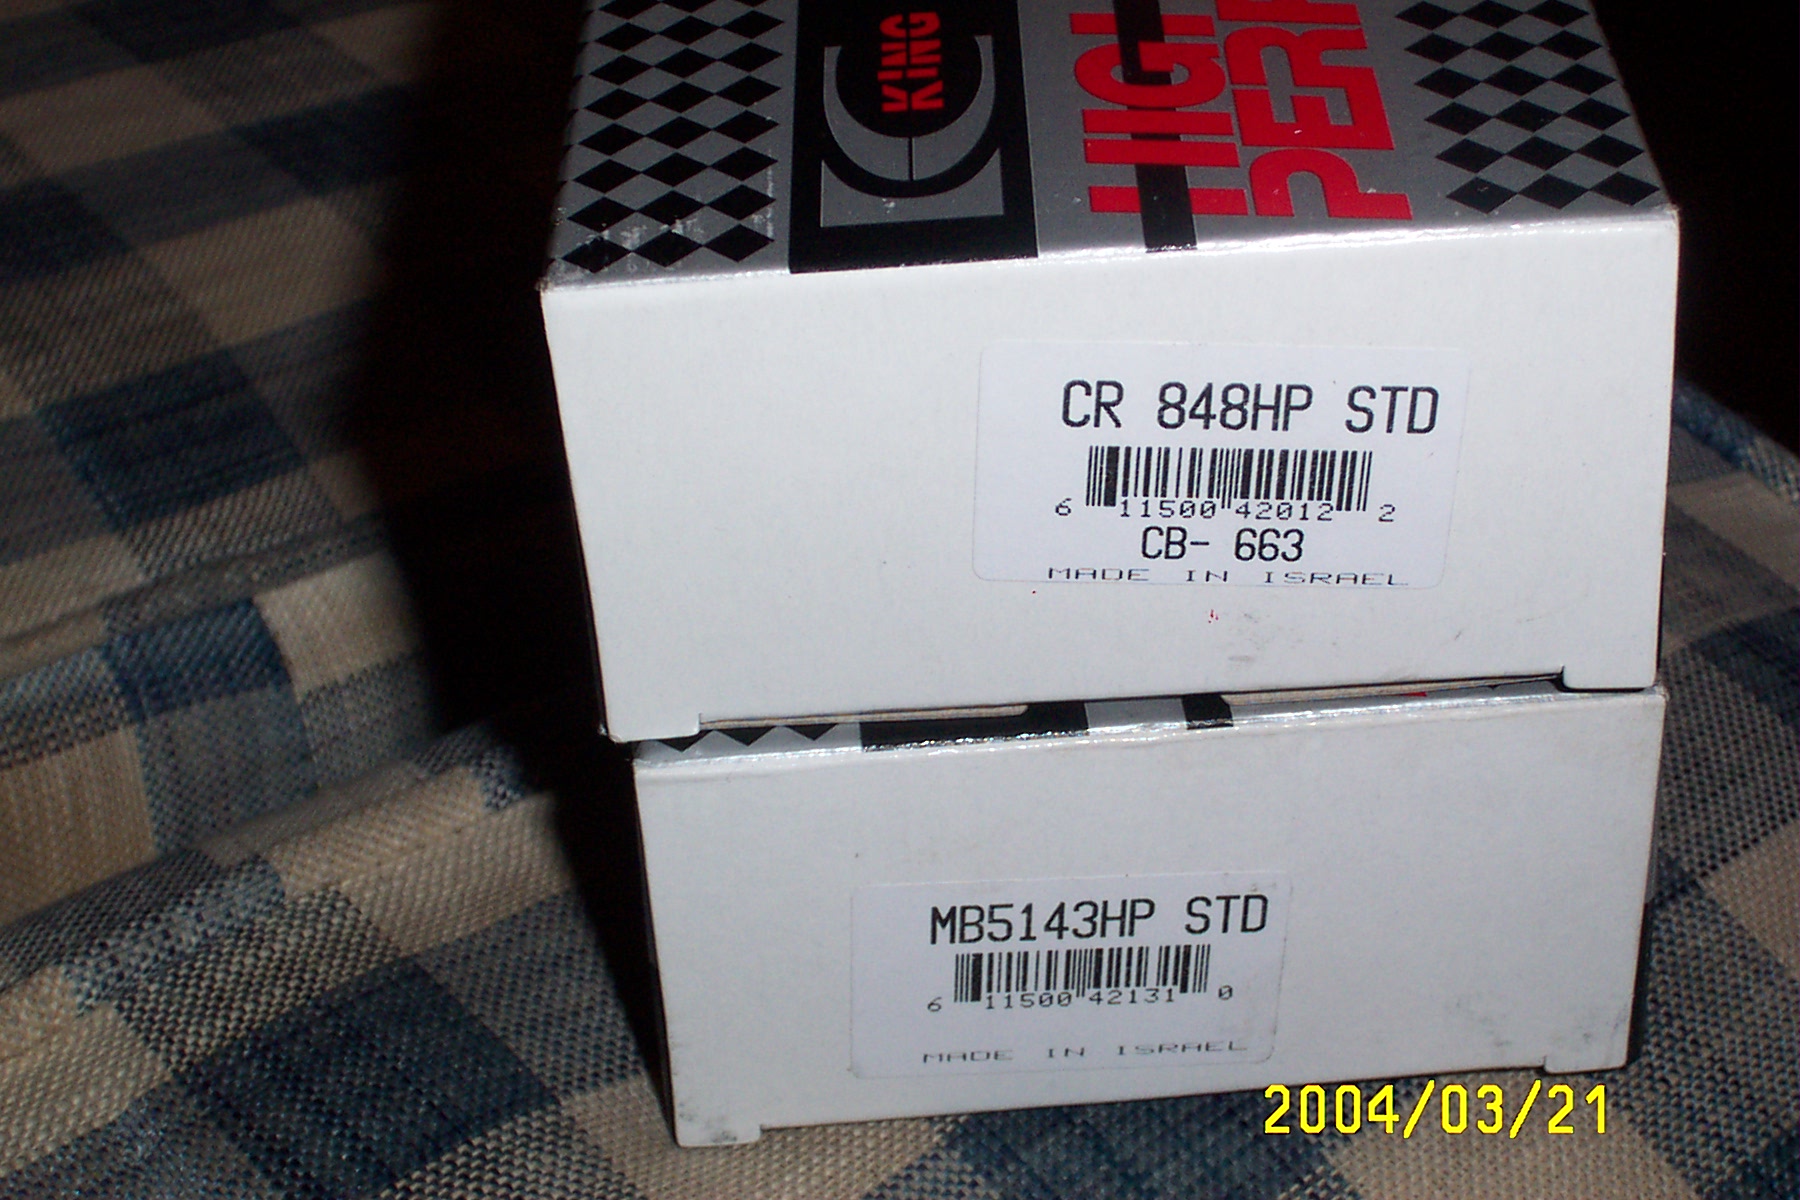 KING
HIGH
PERF
CR 848HP STD
6 11500 42012 2
CB- 663
MADE IN ISRAEL
MB5143HP STD
6 11500 42131 0
MADE IN ISRAEL
2004/03/21